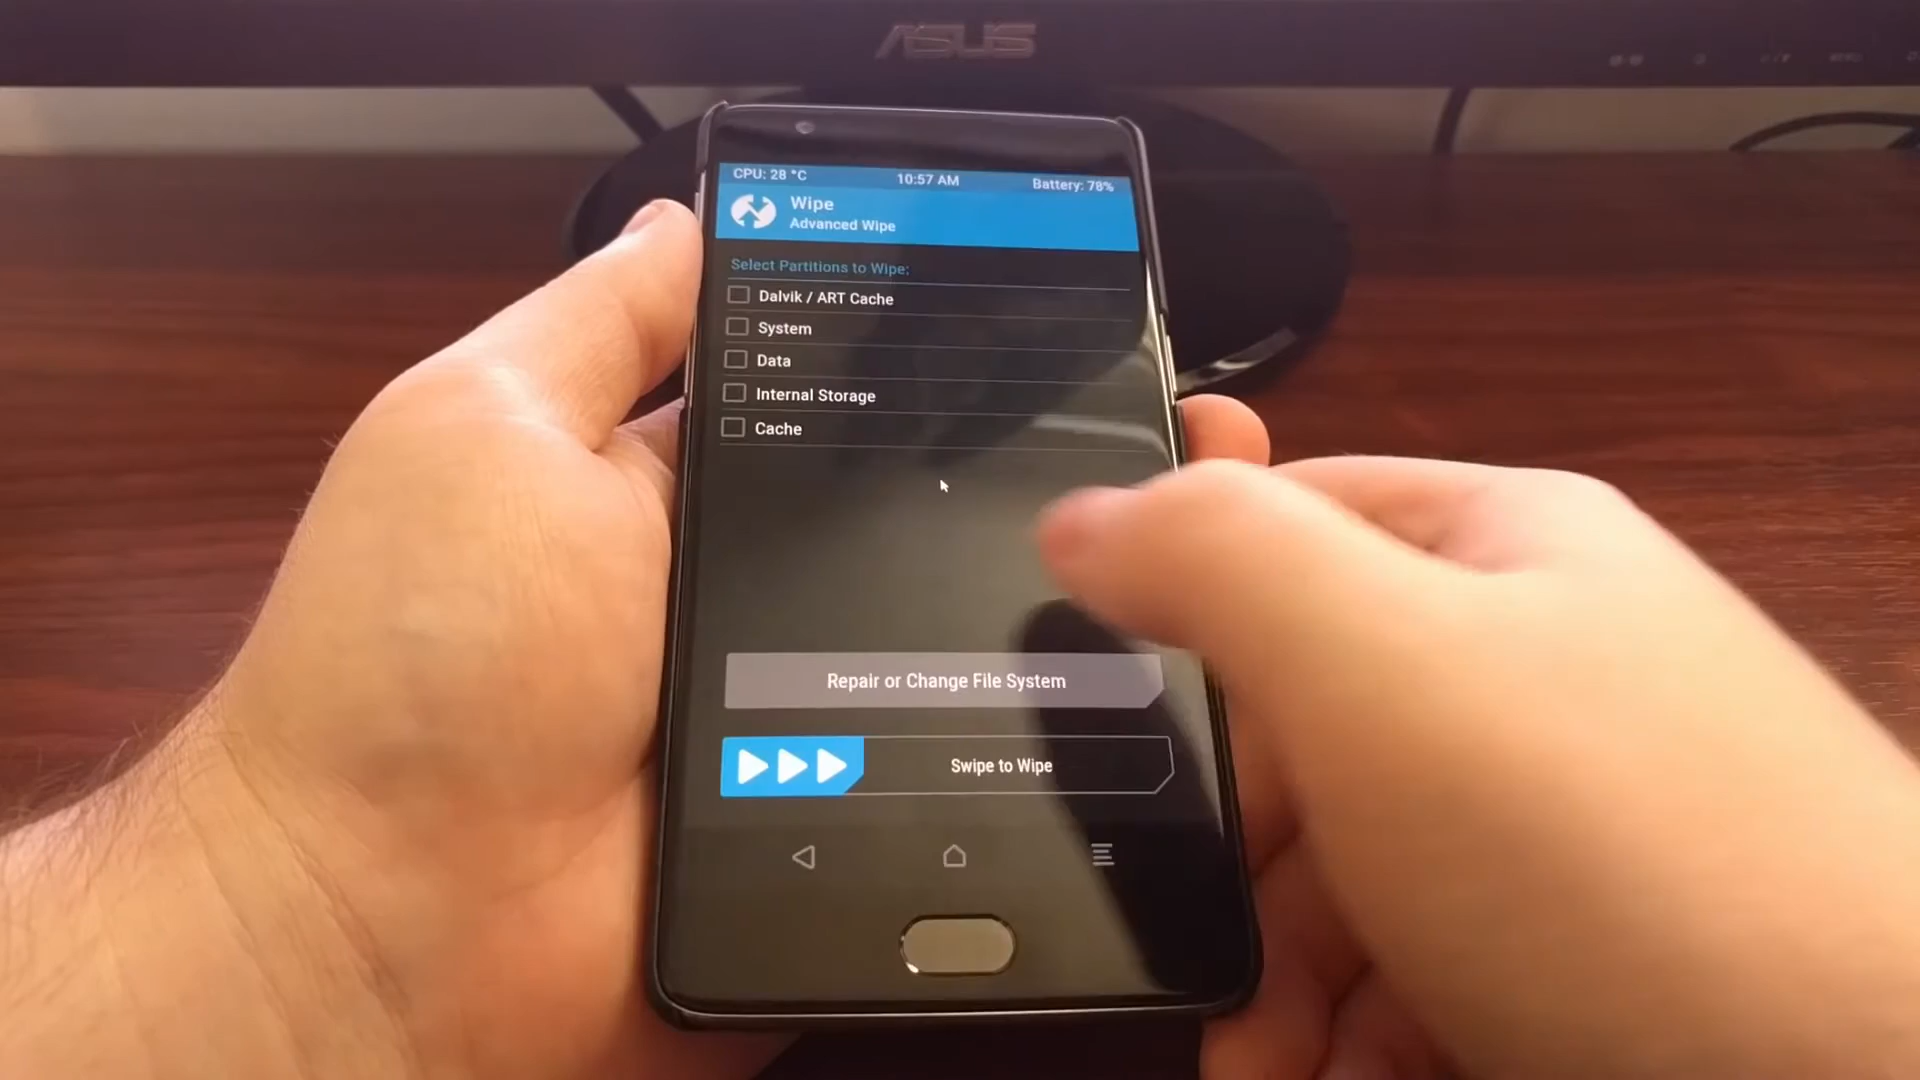 ASUS
CPU: 28 °C 10:57 AM Battery: 78%
Wipe
Advanced Wipe
Select Partitions to Wipe:
Dalvik / ART Cache
System
Data
Internal Storage
Cache
Repair or Change File System
Swipe to Wipe